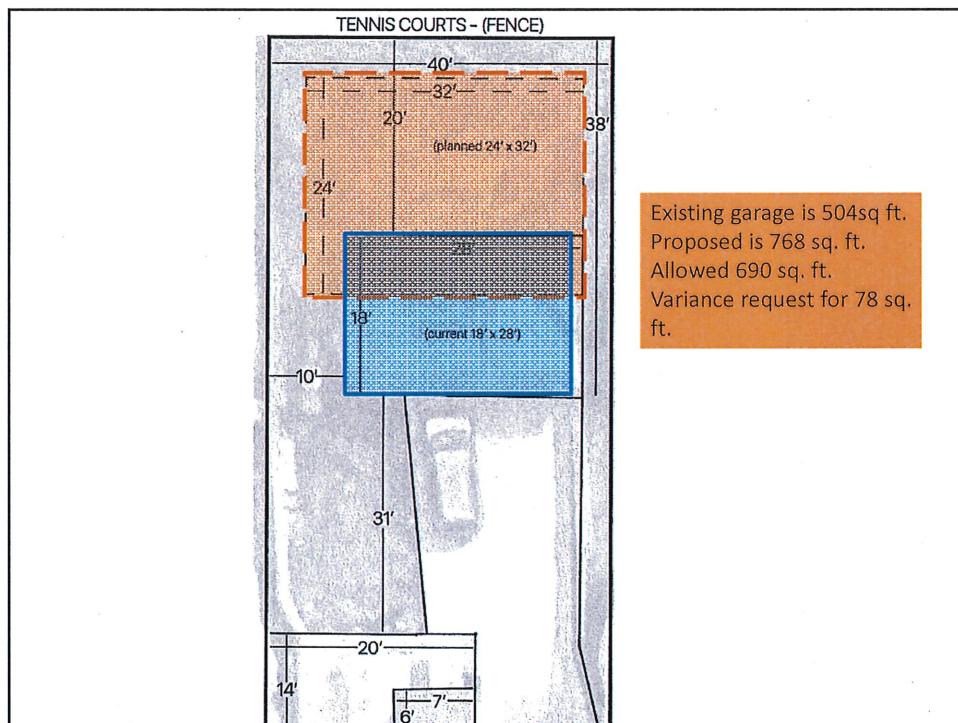 TENNIS COURTS - (FENCE)
40'
32'
20'
38'
(planned 24' x 32')
24'
28'
18'
(current 18' x 28')
10'
31'
20'
14'
7'
6'
Existing garage is 504sq ft.
Proposed is 768 sq. ft.
Allowed 690 sq. ft.
Variance request for 78 sq.
ft.